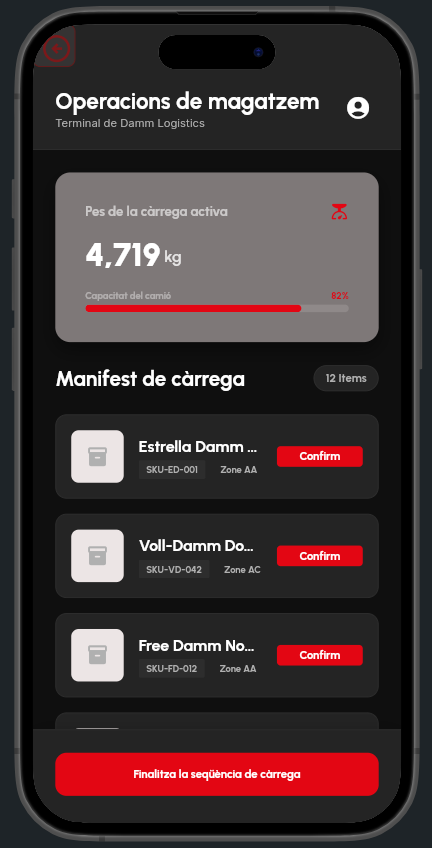 Operacions de magatzem
Terminal de Damm Logistics
Pes de la càrrega activa
4,719 kg
Capacitat del camió 82%
Manifest de càrrega 12 Items
Estrella Damm ...
SKU-ED-001 Zone AA
Confirm
Voll-Damm Do...
SKU-VD-042 Zone AC
Confirm
Free Damm No...
SKU-FD-012 Zone AA
Confirm
Finalitza la seqüència de càrrega